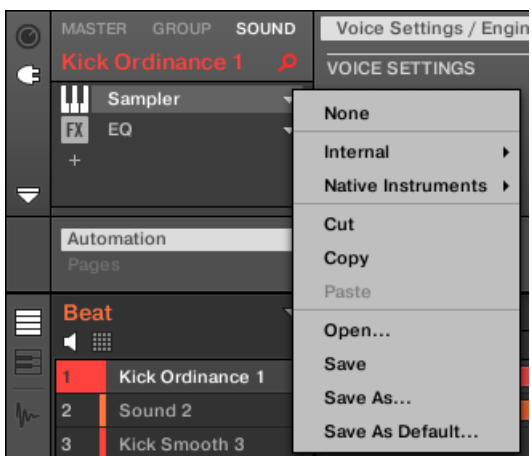 MASTER GROUP SOUND
Kick Ordinance 1
Sampler
FX EQ
+
Automation
Pages
Beat
1 Kick Ordinance 1
2 Sound 2
3 Kick Smooth 3
Voice Settings / Engin
VOICE SETTINGS
None
Internal
Native Instruments
Cut
Copy
Paste
Open...
Save
Save As...
Save As Default...